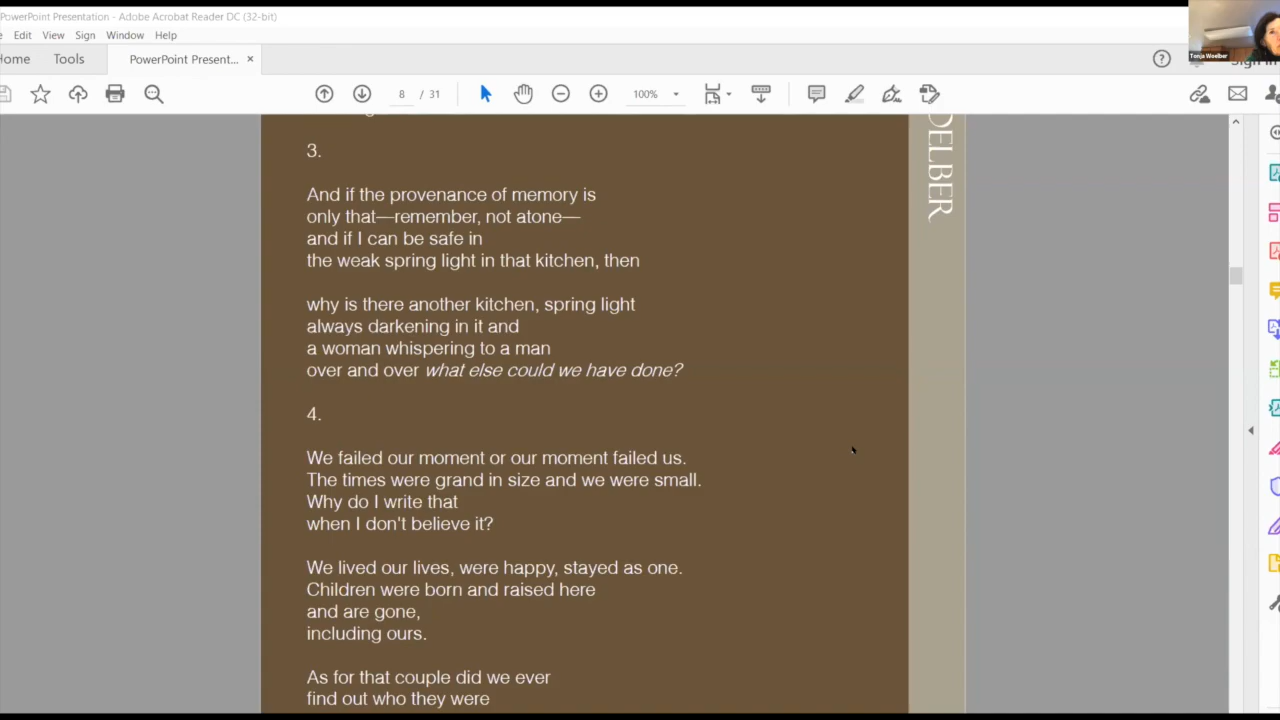 PowerPoint Presentation - Adobe Acrobat Reader DC (32-bit)
Edit View Sign Window Help
Tools
PowerPoint Present... ×
Tonja Woelber
8 / 31
100%
3.
And if the provenance of memory is
only that—remember, not atone—
and if I can be safe in
the weak spring light in that kitchen, then
why is there another kitchen, spring light
always darkening in it and
a woman whispering to a man
over and over what else could we have done?
4.
We failed our moment or our moment failed us.
The times were grand in size and we were small.
Why do I write that
when I don't believe it?
We lived our lives, were happy, stayed as one.
Children were born and raised here
and are gone,
including ours.
As for that couple did we ever
find out who they were
OELBER